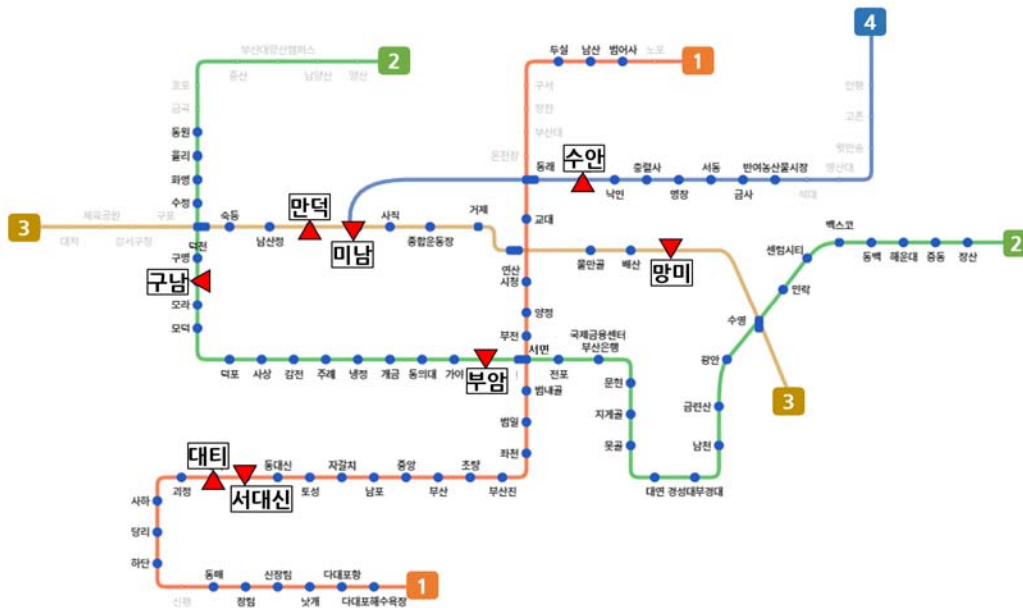 4
부산대양산캠퍼스
2
증산
남양산
양산
두실
남산
범어사
노포
1
호포
금곡
구서
장전
부산대
온천장
안평
고촌
윗반송
영산대
석대
동원
율리
화명
수정
동래
수안
낙민
충렬사
명장
서동
금사
반여농산물시장
3
체육공원
구포
대저
강서구청
덕천
숙등
남산정
만덕
미남
사직
종합운동장
거제
교대
연산
시청
물만골
배산
망미
백스코
센텀시티
동백
해운대
중동
장산
2
구명
구남
모라
모덕
양정
부전
서면
국제금융센터
부산은행
민락
수영
광안
덕포
사상
감전
주례
냉정
개금
동의대
가야
부암
전포
범내골
문현
지게골
못골
금련산
남천
3
범일
좌천
대연
경성대부경대
대티
서대신
괴정
동대신
토성
자갈치
남포
중앙
부산
초량
부산진
사하
당리
하단
신평
동매
장림
신장림
낫개
다대포항
다대포해수욕장
1